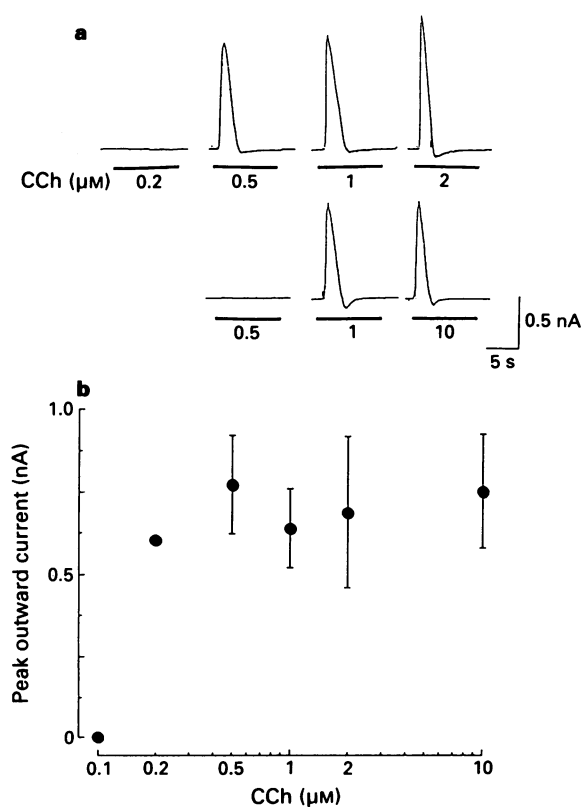 a
CCh (μM) 0.2 0.5 1 2
0.5 1 10
0.5 nA
5 s
b
Peak outward current (nA)
1.0
0.5
0
0.1 0.2 0.5 1 2 10
CCh (μM)